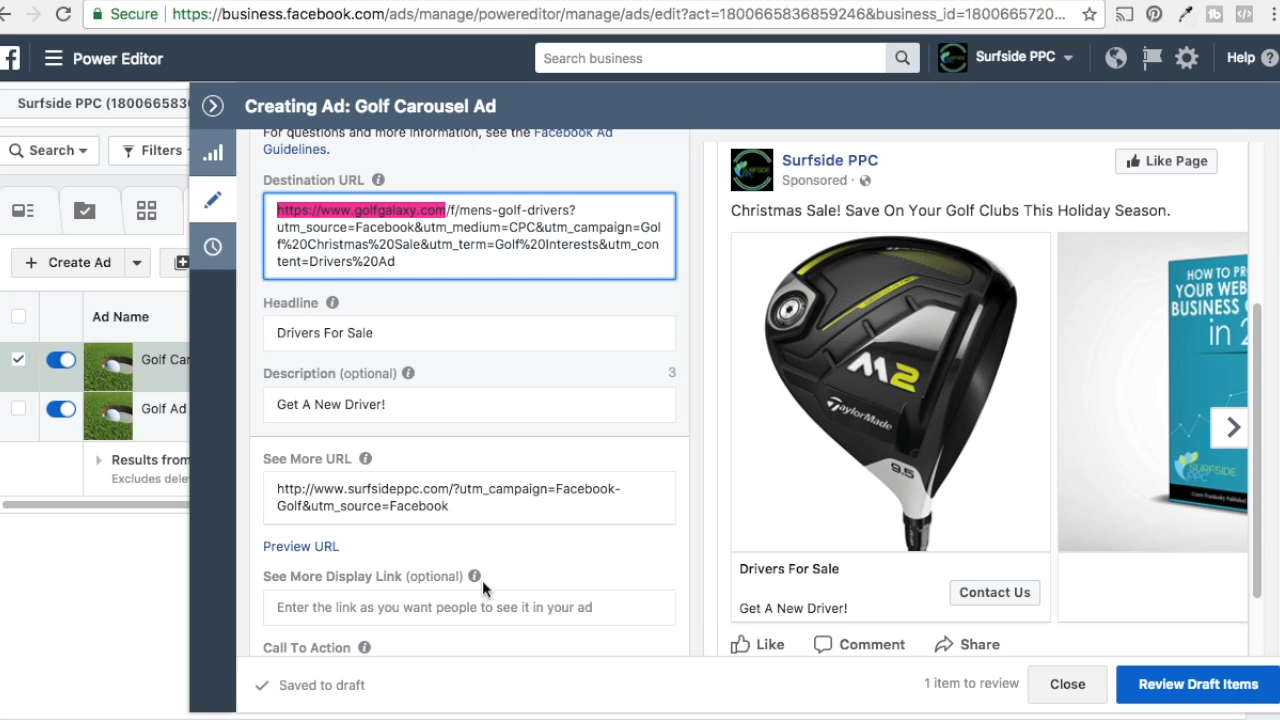 Secure https://business.facebook.com/ads/manage/powereditor/manage/ads/edit?act=1800665836859246&business_id=1800665720...
Power Editor
Search business
Surfside PPC
Help
Surfside PPC (180066583
Creating Ad: Golf Carousel Ad
Search
Filters
Create Ad
Ad Name
Golf Car
Golf Ad
Results from
Excludes dele
For questions and more information, see the Facebook Ad
Guidelines.
Destination URL
https://www.golfgalaxy.com/f/mens-golf-drivers?
utm_source=Facebook&utm_medium=CPC&utm_campaign=Gol
f%20Christmas%20Sale&utm_term=Golf%20Interests&utm_con
tent=Drivers%20Ad
Headline
Drivers For Sale
Description (optional)
3
Get A New Driver!
See More URL
http://www.surfsideppc.com/?utm_campaign=Facebook-
Golf&utm_source=Facebook
Preview URL
See More Display Link (optional)
Enter the link as you want people to see it in your ad
Call To Action
Surfside PPC
Sponsored ·
Like Page
Christmas Sale! Save On Your Golf Clubs This Holiday Season.
M2
TaylorMade
9.5
HOW TO PR
YOUR WEB
BUSINESS
in 2
SURFSIDE
PPC
Drivers For Sale
Contact Us
Get A New Driver!
Like
Comment
Share
Saved to draft
1 item to review
Close
Review Draft Items